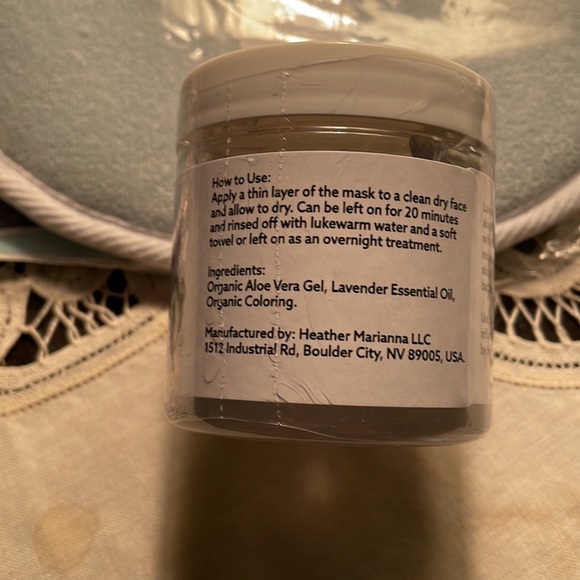 How to Use:
Apply a thin layer of the mask to a clean dry face
and allow to dry. Can be left on for 20 minutes
and rinsed off with lukewarm water and a soft
towel or left on as an overnight treatment.
Ingredients:
Organic Aloe Vera Gel, Lavender Essential Oil,
Organic Coloring.
Manufactured by: Heather Marianna LLC
1512 Industrial Rd, Boulder City, NV 89005, USA.